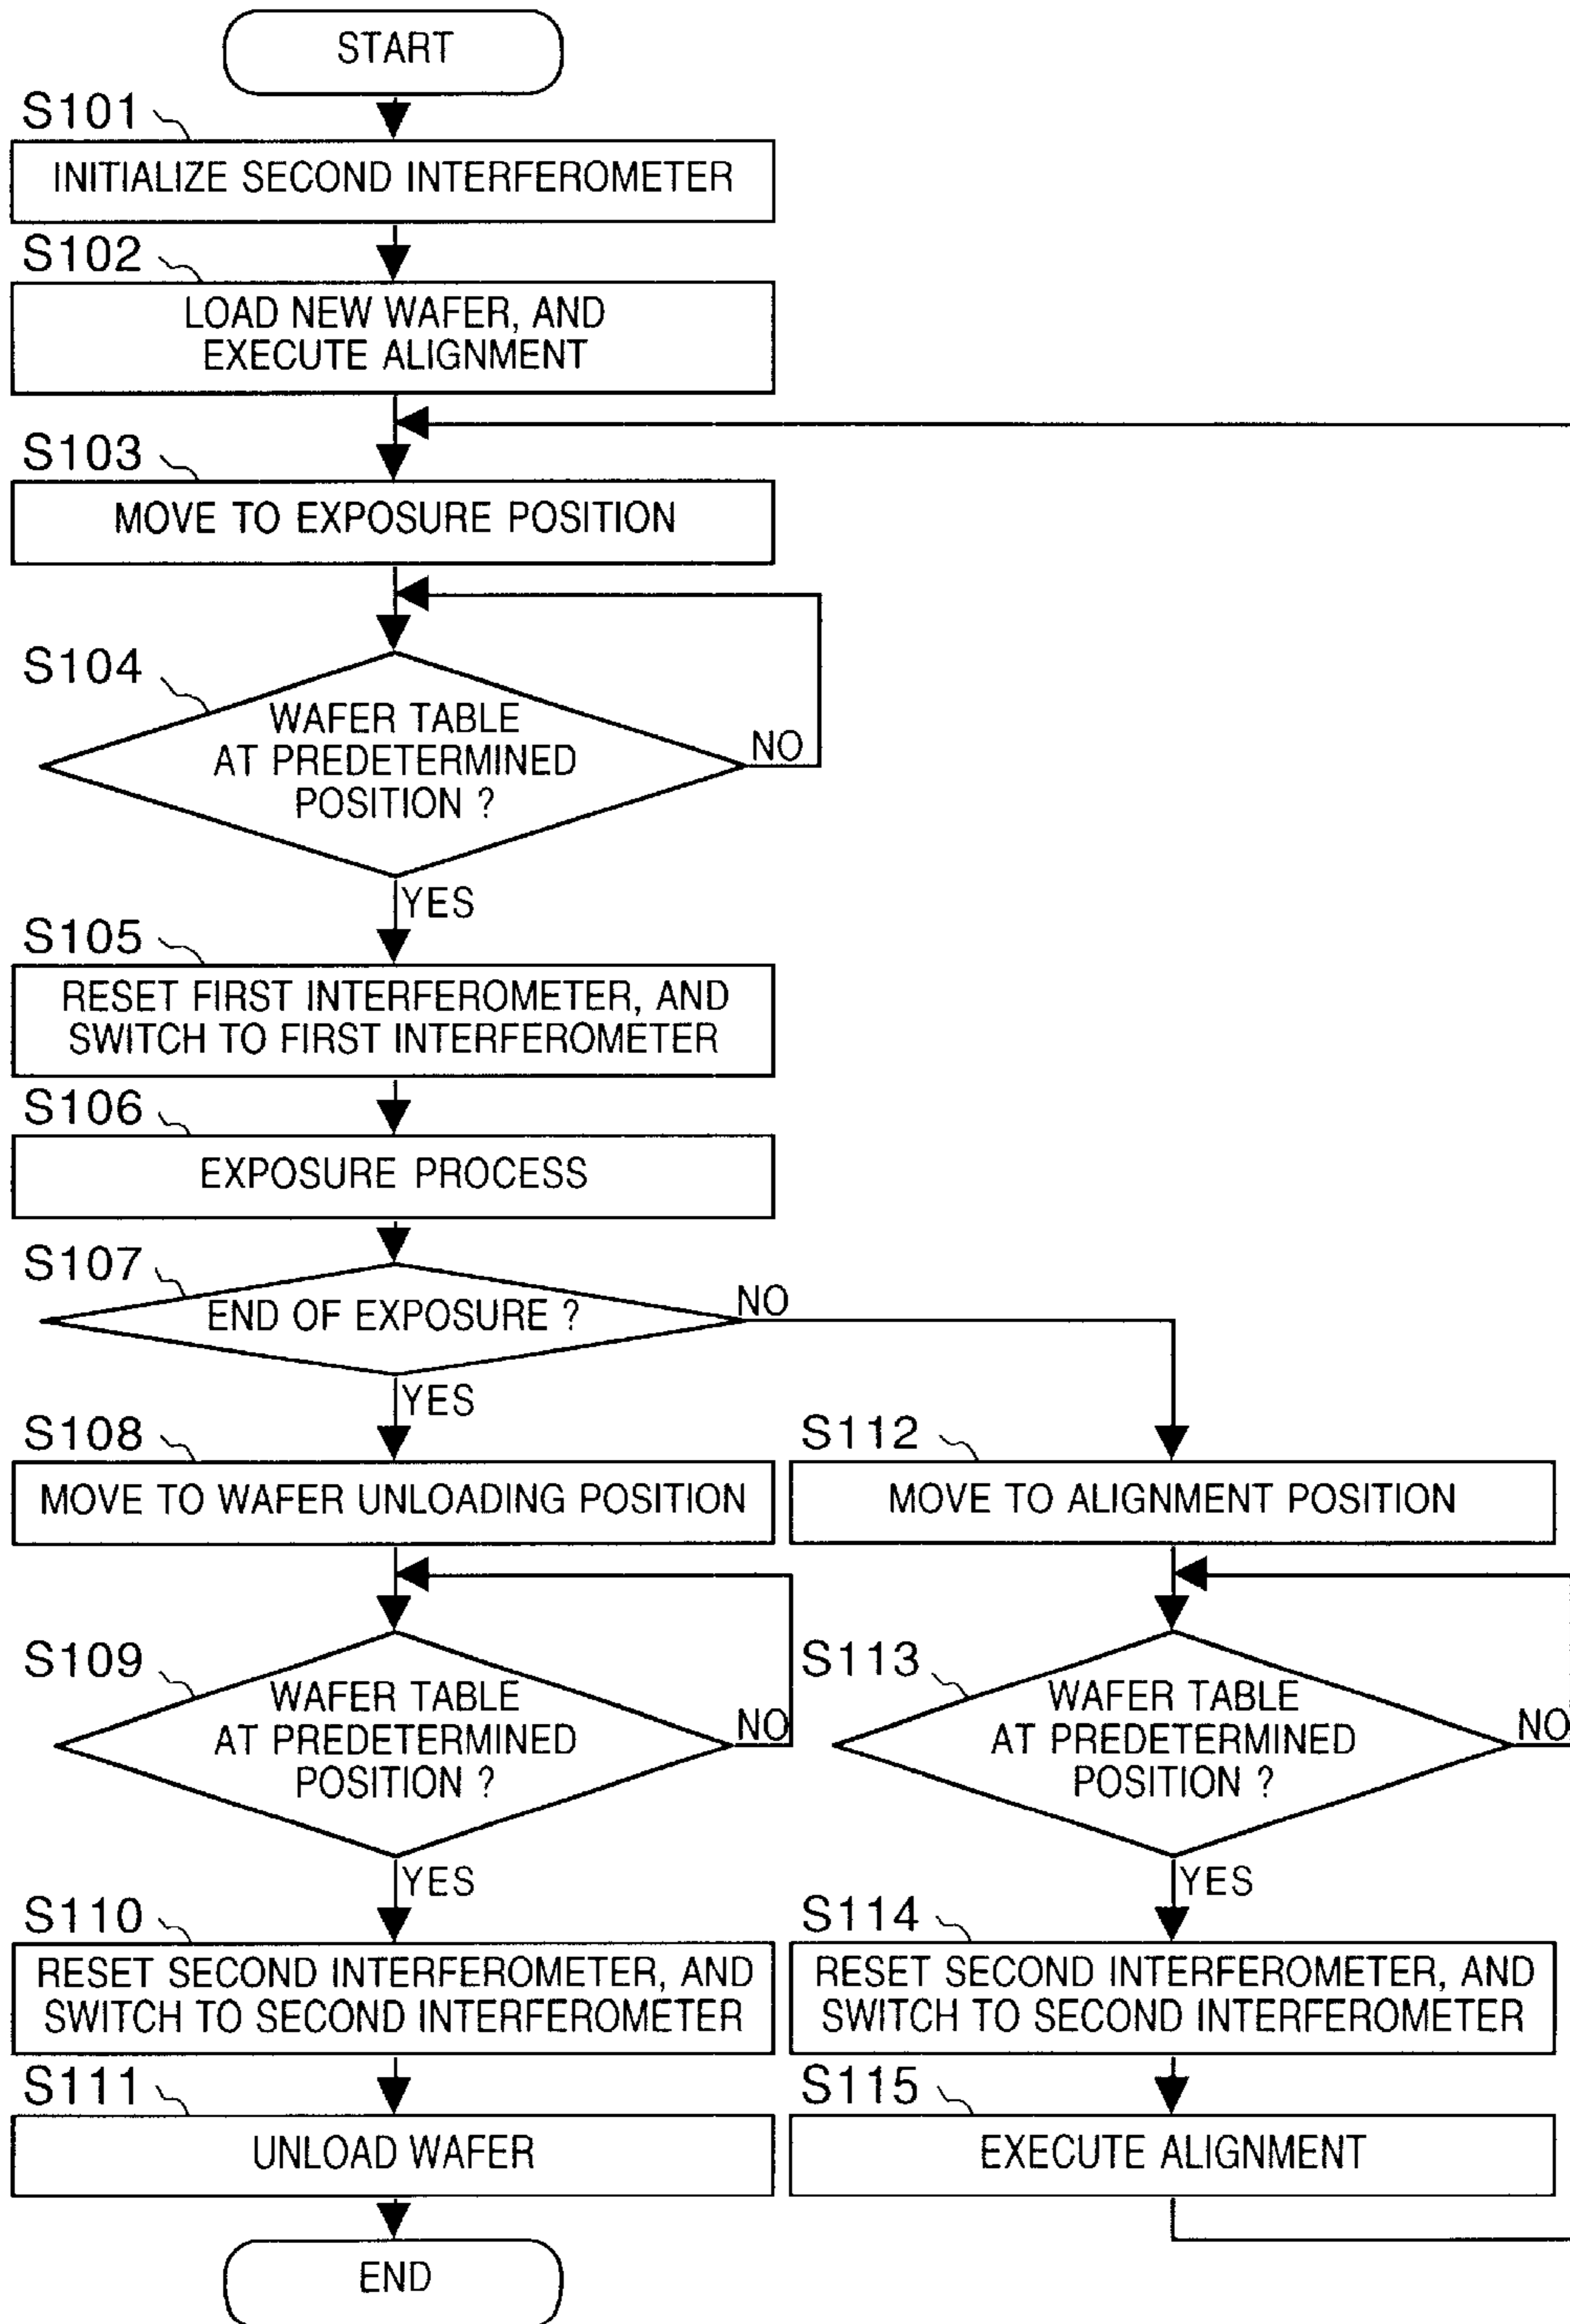 START
S101
INITIALIZE SECOND INTERFEROMETER
S102
LOAD NEW WAFER, AND
EXECUTE ALIGNMENT
S103
MOVE TO EXPOSURE POSITION
S104
WAFER TABLE
AT PREDETERMINED
POSITION ?
NO
YES
S105
RESET FIRST INTERFEROMETER, AND
SWITCH TO FIRST INTERFEROMETER
S106
EXPOSURE PROCESS
S107
END OF EXPOSURE ?
NO
YES
S108
MOVE TO WAFER UNLOADING POSITION
S109
WAFER TABLE
AT PREDETERMINED
POSITION ?
NO
YES
S110
RESET SECOND INTERFEROMETER, AND
SWITCH TO SECOND INTERFEROMETER
S111
UNLOAD WAFER
END
S112
MOVE TO ALIGNMENT POSITION
S113
WAFER TABLE
AT PREDETERMINED
POSITION ?
NO
YES
S114
RESET SECOND INTERFEROMETER, AND
SWITCH TO SECOND INTERFEROMETER
S115
EXECUTE ALIGNMENT